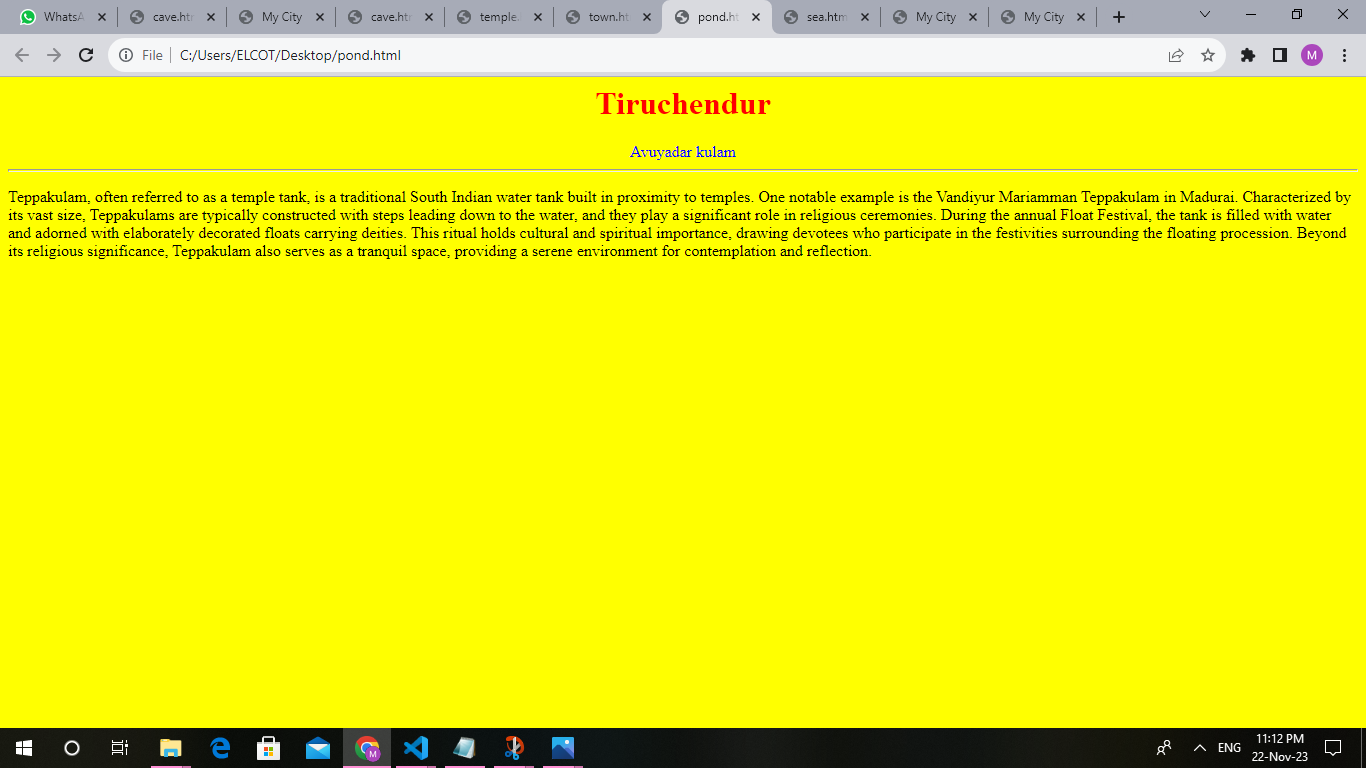 WhatsA
cave.htm
My City
cave.htm
temple.
town.ht
pond.ht
sea.htm
My City
My City
File
C:/Users/ELCOT/Desktop/pond.html
M
Tiruchendur
Avuyadar kulam
Teppakulam, often referred to as a temple tank, is a traditional South Indian water tank built in proximity to temples. One notable example is the Vandiyur Mariamman Teppakulam in Madurai. Characterized by
its vast size, Teppakulams are typically constructed with steps leading down to the water, and they play a significant role in religious ceremonies. During the annual Float Festival, the tank is filled with water
and adorned with elaborately decorated floats carrying deities. This ritual holds cultural and spiritual importance, drawing devotees who participate in the festivities surrounding the floating procession. Beyond
its religious significance, Teppakulam also serves as a tranquil space, providing a serene environment for contemplation and reflection.
M
ENG
11:12 PM
22-Nov-23